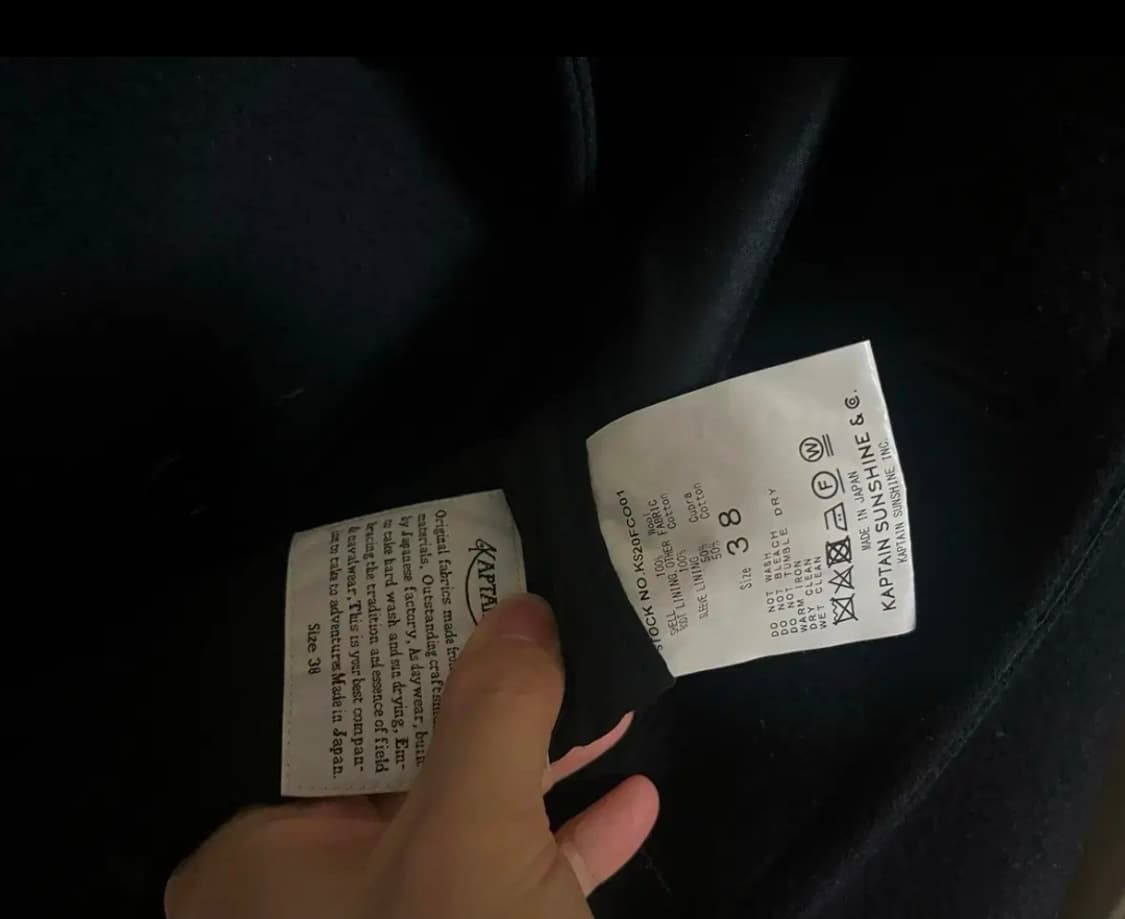 KAPTA
Original fabrics made fro
materials. Outstanding craftsm
by Japanese factory. As daywear, built
to take hard wash and sun drying, Em-
bracing the tradition and essence of field
& navalwear. This is your best compan-
ion to take to adventures Made in Japan.
Size 38
STOCK NO.KS20FCO01
SHELL 100% Wool
BODY LINING,OTHER FABRIC
100% Cotton
SLEEVE LINING
50% Cupra
50% Cotton
Size 38
DO NOT WASH
DO NOT BLEACH
DO NOT TUMBLE DRY
WARM IRON
DRY CLEAN
WET CLEAN
F W
MADE IN JAPAN
KAPTAIN SUNSHINE & Co.
KAPTAIN SUNSHINE INC.